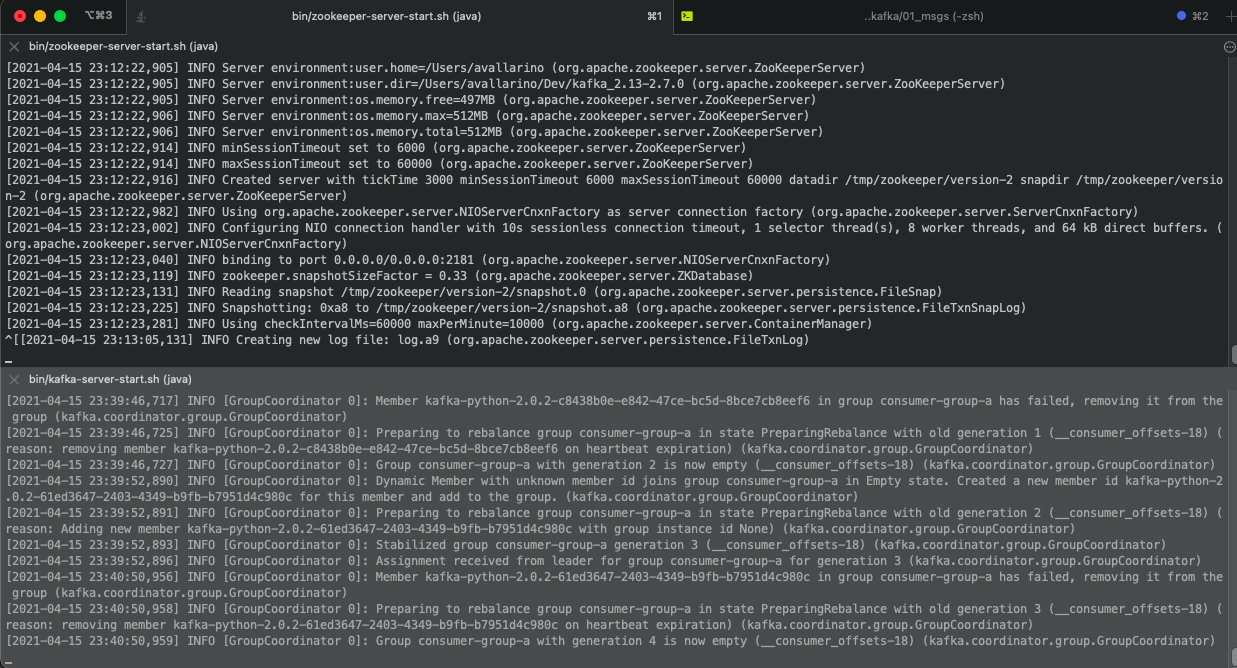 ⌥⌘3
bin/zookeeper-server-start.sh (java)
⌘1
..kafka/01_msgs (-zsh)
⌘2
bin/zookeeper-server-start.sh (java)
[2021-04-15 23:12:22,905] INFO Server environment:user.home=/Users/avallarino (org.apache.zookeeper.server.ZooKeeperServer)
[2021-04-15 23:12:22,905] INFO Server environment:user.dir=/Users/avallarino/Dev/kafka_2.13-2.7.0 (org.apache.zookeeper.server.ZooKeeperServer)
[2021-04-15 23:12:22,905] INFO Server environment:os.memory.free=497MB (org.apache.zookeeper.server.ZooKeeperServer)
[2021-04-15 23:12:22,906] INFO Server environment:os.memory.max=512MB (org.apache.zookeeper.server.ZooKeeperServer)
[2021-04-15 23:12:22,906] INFO Server environment:os.memory.total=512MB (org.apache.zookeeper.server.ZooKeeperServer)
[2021-04-15 23:12:22,914] INFO minSessionTimeout set to 6000 (org.apache.zookeeper.server.ZooKeeperServer)
[2021-04-15 23:12:22,914] INFO maxSessionTimeout set to 60000 (org.apache.zookeeper.server.ZooKeeperServer)
[2021-04-15 23:12:22,916] INFO Created server with tickTime 3000 minSessionTimeout 6000 maxSessionTimeout 60000 datadir /tmp/zookeeper/version-2 snapdir /tmp/zookeeper/versio
n-2 (org.apache.zookeeper.server.ZooKeeperServer)
[2021-04-15 23:12:22,982] INFO Using org.apache.zookeeper.server.NIOServerCnxnFactory as server connection factory (org.apache.zookeeper.server.ServerCnxnFactory)
[2021-04-15 23:12:23,002] INFO Configuring NIO connection handler with 10s sessionless connection timeout, 1 selector thread(s), 8 worker threads, and 64 kB direct buffers. (
org.apache.zookeeper.server.NIOServerCnxnFactory)
[2021-04-15 23:12:23,040] INFO binding to port 0.0.0.0/0.0.0.0:2181 (org.apache.zookeeper.server.NIOServerCnxnFactory)
[2021-04-15 23:12:23,119] INFO zookeeper.snapshotSizeFactor = 0.33 (org.apache.zookeeper.server.ZKDatabase)
[2021-04-15 23:12:23,131] INFO Reading snapshot /tmp/zookeeper/version-2/snapshot.0 (org.apache.zookeeper.server.persistence.FileSnap)
[2021-04-15 23:12:23,225] INFO Snapshotting: 0xa8 to /tmp/zookeeper/version-2/snapshot.a8 (org.apache.zookeeper.server.persistence.FileTxnSnapLog)
[2021-04-15 23:12:23,281] INFO Using checkIntervalMs=60000 maxPerMinute=10000 (org.apache.zookeeper.server.ContainerManager)
^[[2021-04-15 23:13:05,131] INFO Creating new log file: log.a9 (org.apache.zookeeper.server.persistence.FileTxnLog)
bin/kafka-server-start.sh (java)
[2021-04-15 23:39:46,717] INFO [GroupCoordinator 0]: Member kafka-python-2.0.2-c8438b0e-e842-47ce-bc5d-8bce7cb8eef6 in group consumer-group-a has failed, removing it from the
group (kafka.coordinator.group.GroupCoordinator)
[2021-04-15 23:39:46,725] INFO [GroupCoordinator 0]: Preparing to rebalance group consumer-group-a in state PreparingRebalance with old generation 1 (__consumer_offsets-18) (
reason: removing member kafka-python-2.0.2-c8438b0e-e842-47ce-bc5d-8bce7cb8eef6 on heartbeat expiration) (kafka.coordinator.group.GroupCoordinator)
[2021-04-15 23:39:46,727] INFO [GroupCoordinator 0]: Group consumer-group-a with generation 2 is now empty (__consumer_offsets-18) (kafka.coordinator.group.GroupCoordinator)
[2021-04-15 23:39:52,890] INFO [GroupCoordinator 0]: Dynamic Member with unknown member id joins group consumer-group-a in Empty state. Created a new member id kafka-python-2
.0.2-61ed3647-2403-4349-b9fb-b7951d4c980c for this member and add to the group. (kafka.coordinator.group.GroupCoordinator)
[2021-04-15 23:39:52,891] INFO [GroupCoordinator 0]: Preparing to rebalance group consumer-group-a in state PreparingRebalance with old generation 2 (__consumer_offsets-18) (
reason: Adding new member kafka-python-2.0.2-61ed3647-2403-4349-b9fb-b7951d4c980c with group instance id None) (kafka.coordinator.group.GroupCoordinator)
[2021-04-15 23:39:52,893] INFO [GroupCoordinator 0]: Stabilized group consumer-group-a generation 3 (__consumer_offsets-18) (kafka.coordinator.group.GroupCoordinator)
[2021-04-15 23:39:52,896] INFO [GroupCoordinator 0]: Assignment received from leader for group consumer-group-a for generation 3 (kafka.coordinator.group.GroupCoordinator)
[2021-04-15 23:40:50,956] INFO [GroupCoordinator 0]: Member kafka-python-2.0.2-61ed3647-2403-4349-b9fb-b7951d4c980c in group consumer-group-a has failed, removing it from the
group (kafka.coordinator.group.GroupCoordinator)
[2021-04-15 23:40:50,958] INFO [GroupCoordinator 0]: Preparing to rebalance group consumer-group-a in state PreparingRebalance with old generation 3 (__consumer_offsets-18) (
reason: removing member kafka-python-2.0.2-61ed3647-2403-4349-b9fb-b7951d4c980c on heartbeat expiration) (kafka.coordinator.group.GroupCoordinator)
[2021-04-15 23:40:50,959] INFO [GroupCoordinator 0]: Group consumer-group-a with generation 4 is now empty (__consumer_offsets-18) (kafka.coordinator.group.GroupCoordinator)